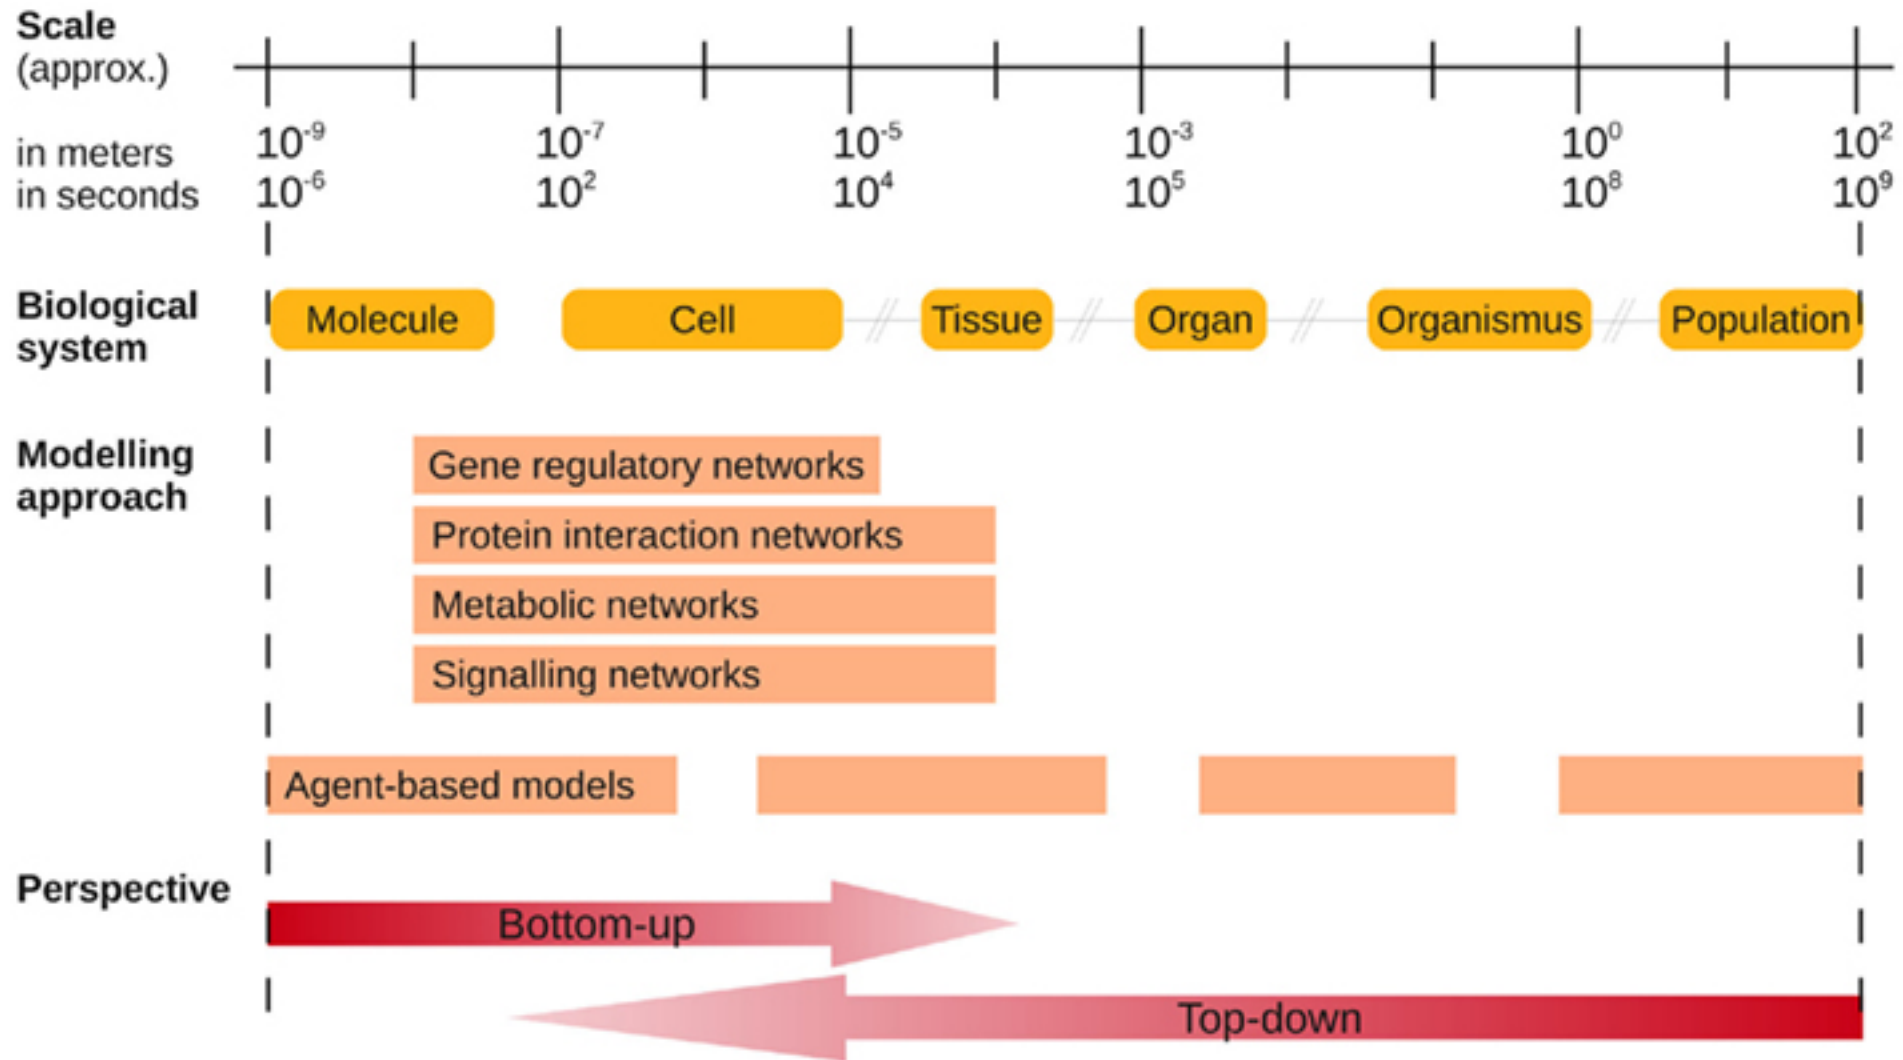 Scale
(approx.)
in meters
in seconds
10⁻⁹ 10⁻⁷ 10⁻⁵ 10⁻³ 10⁰ 10²
10⁻⁶ 10² 10⁴ 10⁵ 10⁸ 10⁹
Biological
system
Molecule Cell Tissue Organ Organismus Population
Modelling
approach
Gene regulatory networks
Protein interaction networks
Metabolic networks
Signalling networks
Agent-based models
Perspective
Bottom-up
Top-down